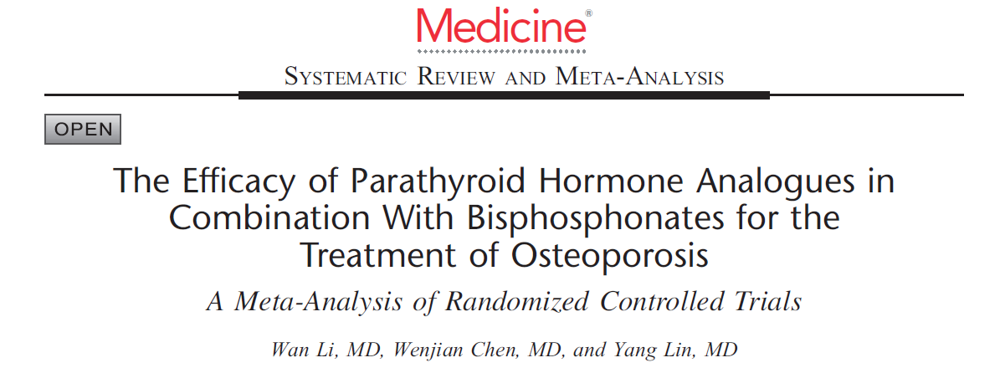 Medicine®
SYSTEMATIC REVIEW AND META-ANALYSIS
OPEN
The Efficacy of Parathyroid Hormone Analogues in
Combination With Bisphosphonates for the
Treatment of Osteoporosis
A Meta-Analysis of Randomized Controlled Trials
Wan Li, MD, Wenjian Chen, MD, and Yang Lin, MD